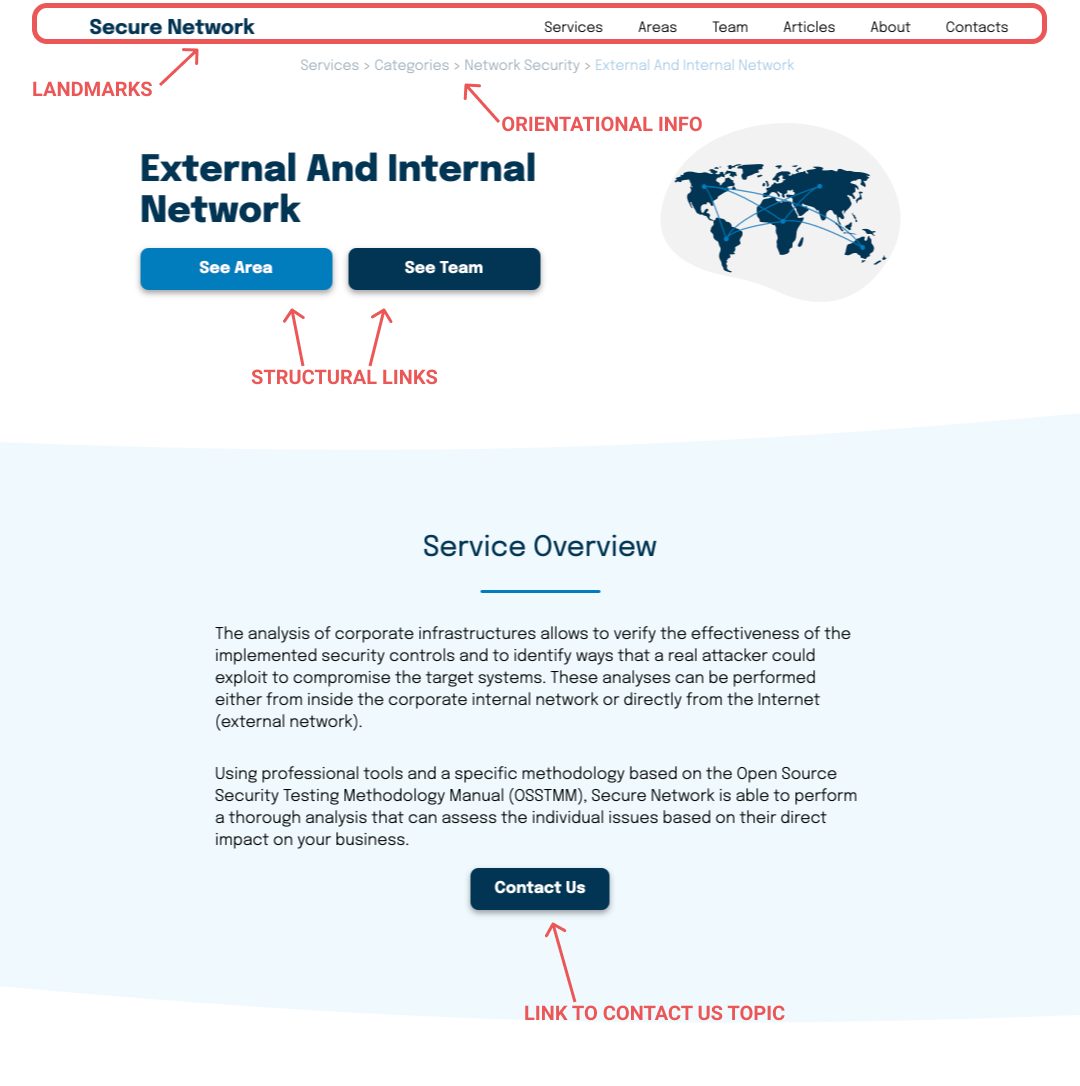 Secure Network Services Areas Team Articles About Contacts
Services > Categories > Network Security > External And Internal Network
LANDMARKS
ORIENTATIONAL INFO
External And Internal
Network
See Area See Team
STRUCTURAL LINKS
Service Overview
The analysis of corporate infrastructures allows to verify the effectiveness of the
implemented security controls and to identify ways that a real attacker could
exploit to compromise the target systems. These analyses can be performed
either from inside the corporate internal network or directly from the Internet
(external network).
Using professional tools and a specific methodology based on the Open Source
Security Testing Methodology Manual (OSSTMM), Secure Network is able to perform
a thorough analysis that can assess the individual issues based on their direct
impact on your business.
Contact Us
LINK TO CONTACT US TOPIC